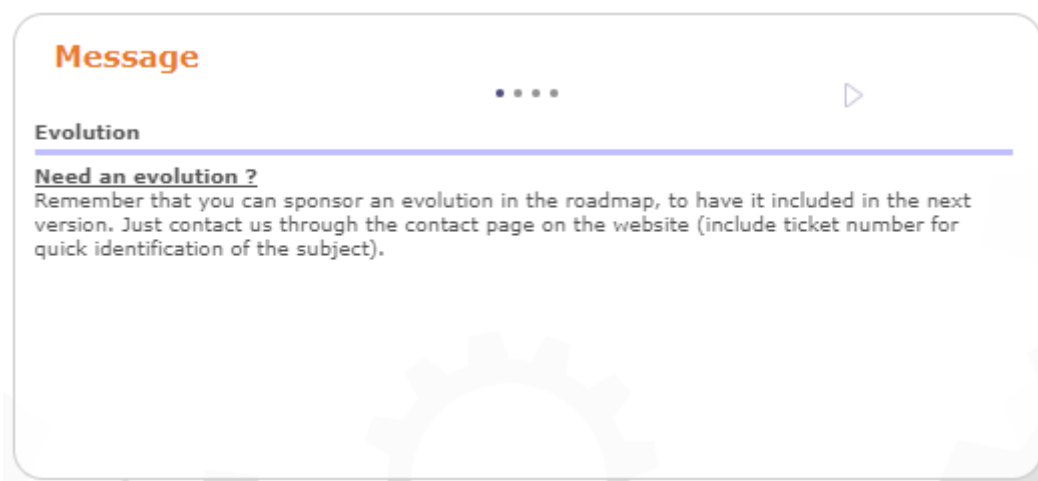 Message
Evolution
Need an evolution ?
Remember that you can sponsor an evolution in the roadmap, to have it included in the next
version. Just contact us through the contact page on the website (include ticket number for
quick identification of the subject).